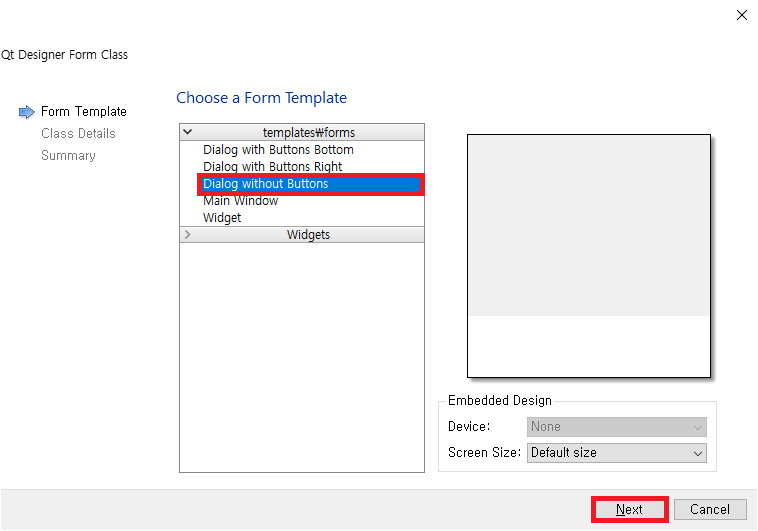 Qt Designer Form Class
Form Template
Class Details
Summary
Choose a Form Template
templates₩forms
Dialog with Buttons Bottom
Dialog with Buttons Right
Dialog without Buttons
Main Window
Widget
Widgets
Embedded Design
Device: None
Screen Size: Default size
Next Cancel